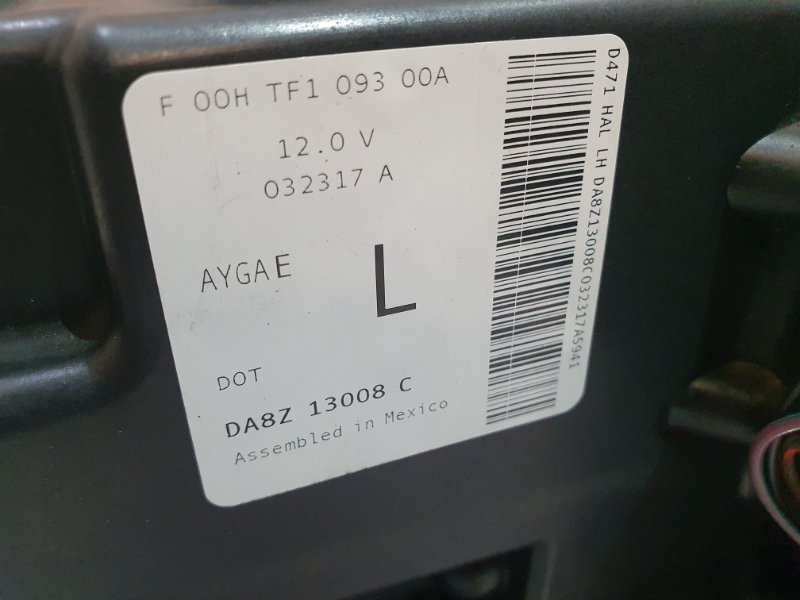 F 00H TF1 093 00A
12.0 V
032317 A
AYGAE
L
DOT
DA8Z 13008 C
Assembled in Mexico
D471 HAL LH DA8Z13008C032317A5941